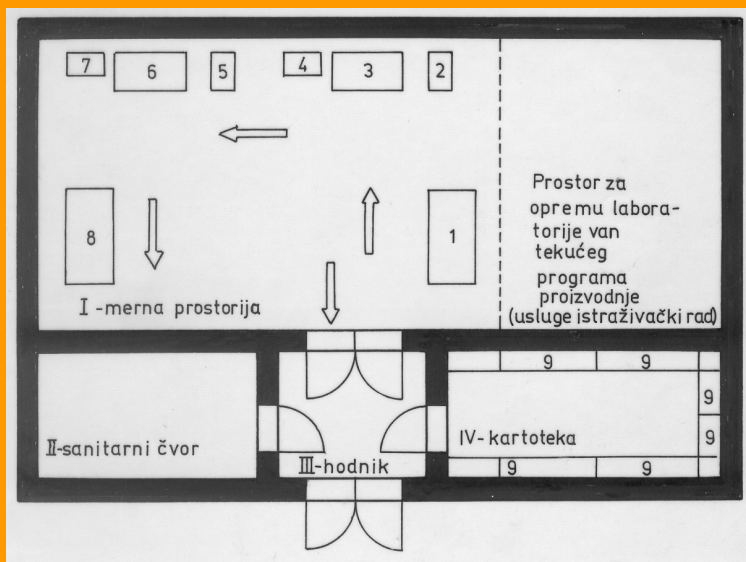 7
6
5
4
3
2
8
1
Prostor za
opremu labora-
torije van
tekućeg
programa
proizvodnje
(usluge istraživački rad)
I-merna prostorija
9
9
9
9
II-sanitarni čvor
III-hodnik
IV-kartoteka
9
9